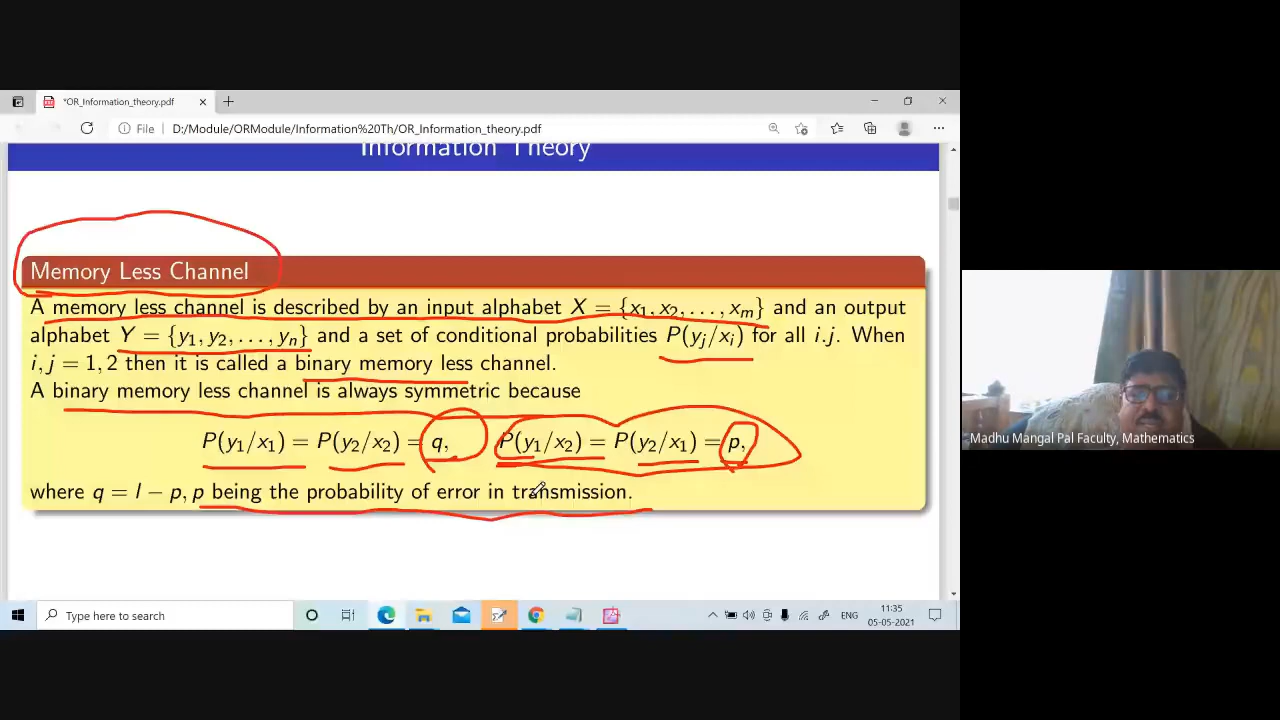 *OR_Information_theory.pdf
File D:/Module/ORModule/Information%20Th/OR_Information_theory.pdf
Information Theory
Memory Less Channel
A memory less channel is described by an input alphabet X = {x₁, x₂, . . . , xₘ} and an output
alphabet Y = {y₁, y₂, . . . , yₙ} and a set of conditional probabilities P(yⱼ/xᵢ) for all i.j. When
i, j = 1, 2 then it is called a binary memory less channel.
A binary memory less channel is always symmetric because
P(y₁/x₁) = P(y₂/x₂) = q, P(y₁/x₂) = P(y₂/x₁) = p,
where q = l − p, p being the probability of error in transmission.
Madhu Mangal Pal Faculty, Mathematics
Type here to search
ENG
11:35
05-05-2021